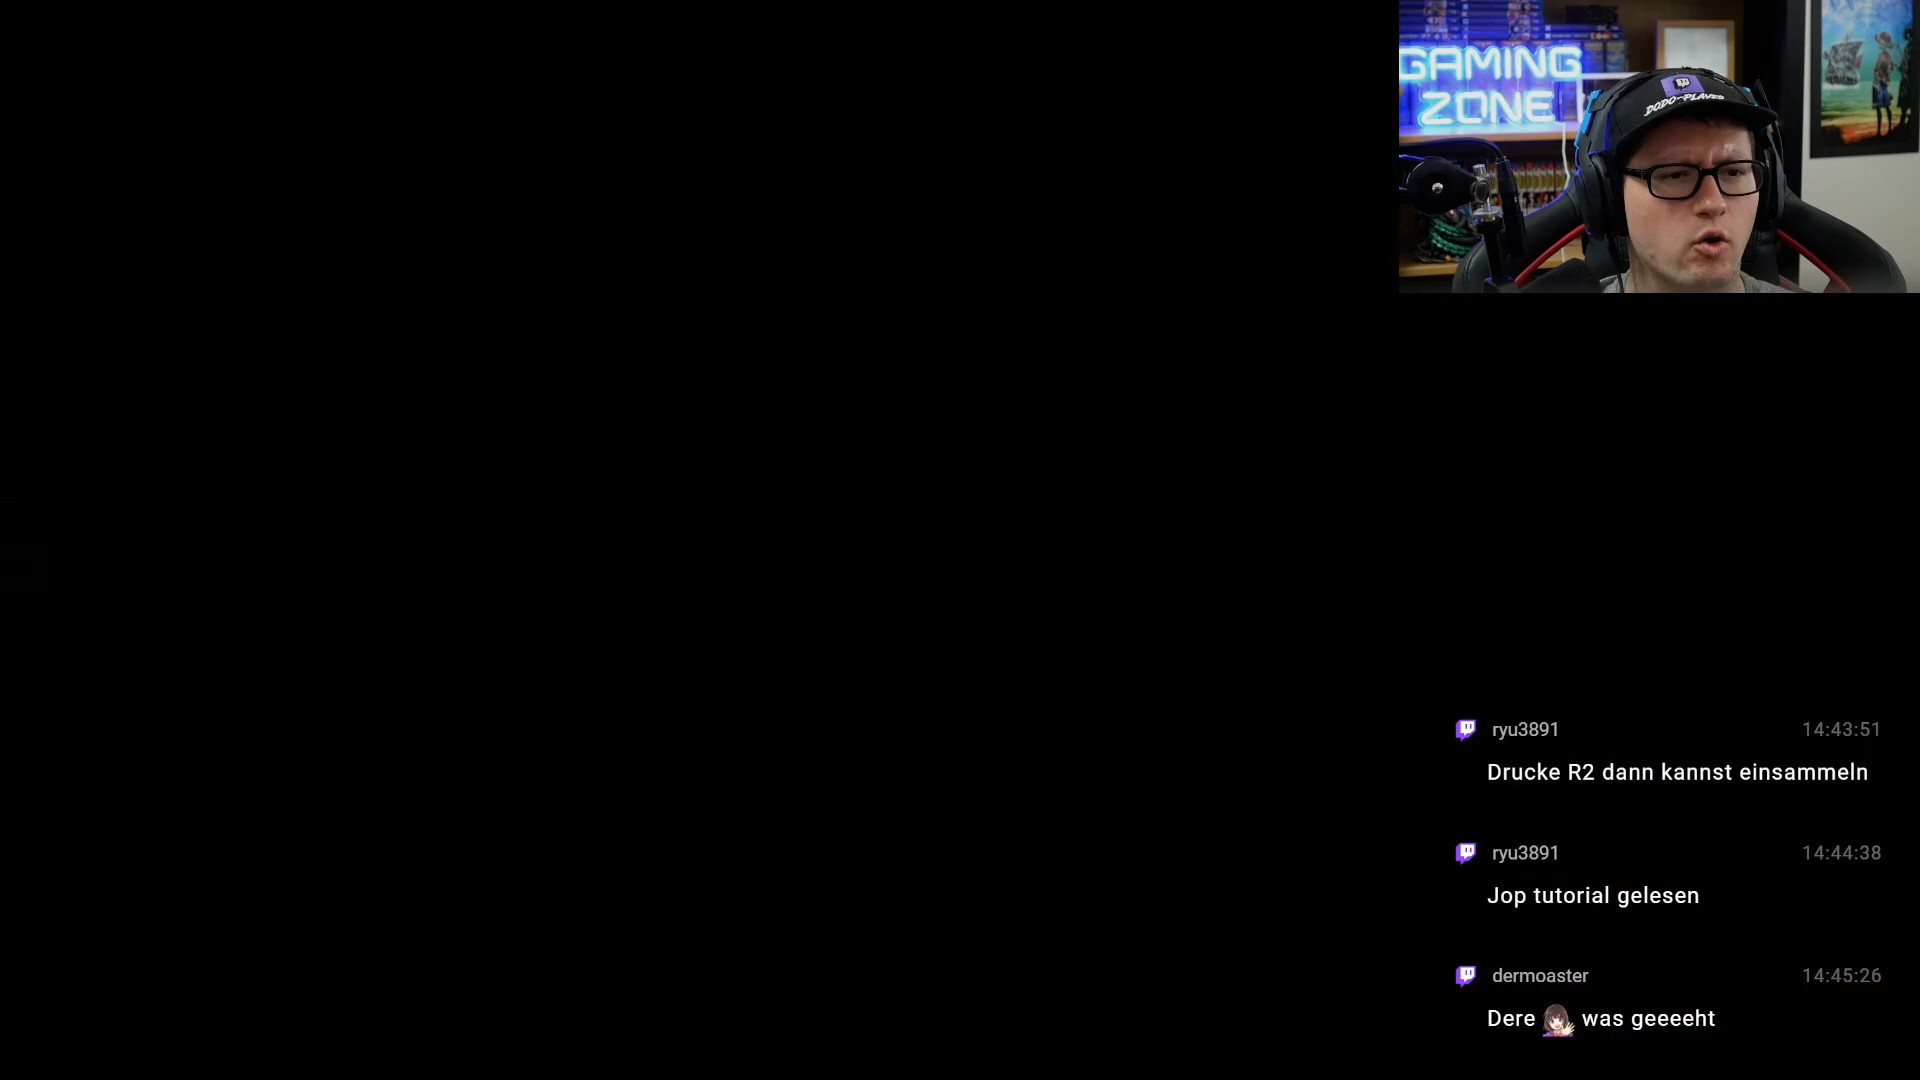 GAMING
ZONE
DODO-PLAYER
ryu3891 14:43:51
Drucke R2 dann kannst einsammeln
ryu3891 14:44:38
Jop tutorial gelesen
dermoaster 14:45:26
Dere was geeeeht